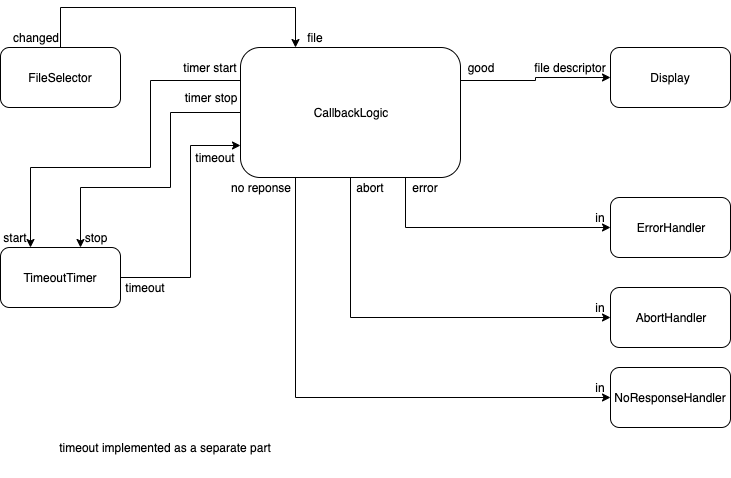 changed
file
FileSelector
timer start
good
file descriptor
Display
timer stop
CallbackLogic
timeout
no reponse
abort
error
in
ErrorHandler
start
stop
TimeoutTimer
timeout
in
AbortHandler
in
NoResponseHandler
timeout implemented as a separate part